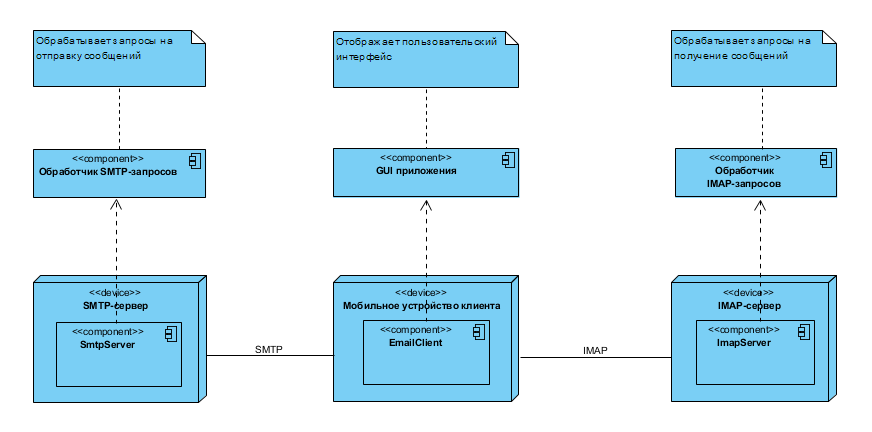 Обрабатывает запросы на
отправку сообщений
Отображает пользовательский
интерфейс
Обрабатывает запросы на
получение сообщений
<<component>>
Обработчик SMTP-запросов
<<component>>
GUI приложения
<<component>>
Обработчик
IMAP-запросов
<<device>>
SMTP-сервер
<<component>>
SmtpServer
SMTP
<<device>>
Мобильное устройство клиента
<<component>>
EmailClient
IMAP
<<device>>
IMAP-сервер
<<component>>
ImapServer